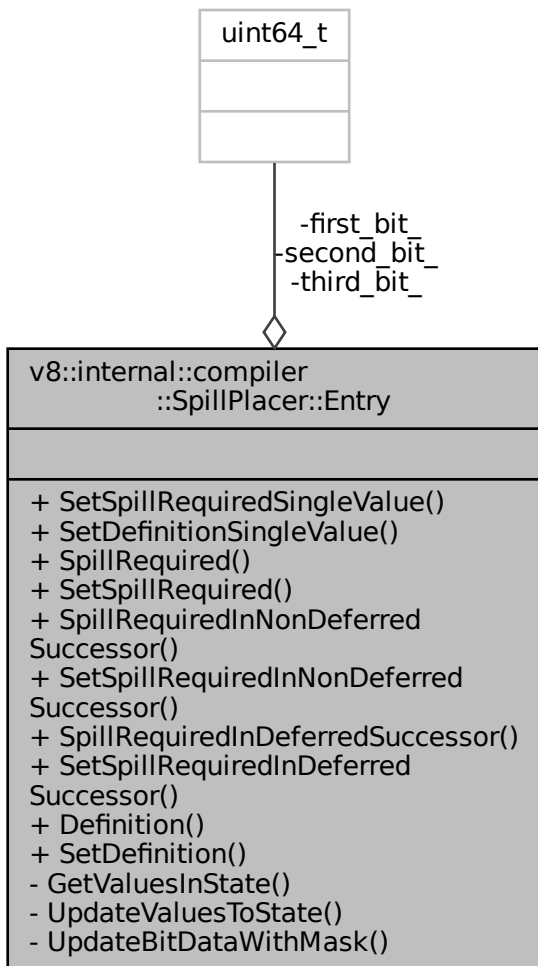 uint64_t
-first_bit_
-second_bit_
-third_bit_
v8::internal::compiler
::SpillPlacer::Entry
+ SetSpillRequiredSingleValue()
+ SetDefinitionSingleValue()
+ SpillRequired()
+ SetSpillRequired()
+ SpillRequiredInNonDeferred
Successor()
+ SetSpillRequiredInNonDeferred
Successor()
+ SpillRequiredInDeferredSuccessor()
+ SetSpillRequiredInDeferred
Successor()
+ Definition()
+ SetDefinition()
- GetValuesInState()
- UpdateValuesToState()
- UpdateBitDataWithMask()